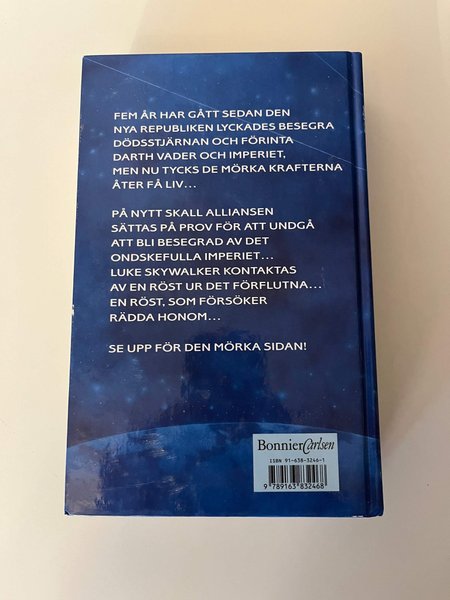 FEM ÅR HAR GÅTT SEDAN DEN
NYA REPUBLIKEN LYCKADES BESEGRA
DÖDSSTJÄRNAN OCH FÖRINTA
DARTH VADER OCH IMPERIET,
MEN NU TYCKS DE MÖRKA KRAFTERNA
ÅTER FÅ LIV...
PÅ NYTT SKALL ALLIANSEN
SÄTTAS PÅ PROV FÖR ATT UNDGÅ
ATT BLI BESEGRAD AV DET
ONDSKEFULLA IMPERIET...
LUKE SKYWALKER KONTAKTAS
AV EN RÖST UR DET FÖRFLUTNA...
EN RÖST, SOM FÖRSÖKER
RÄDDA HONOM...
SE UPP FÖR DEN MÖRKA SIDAN!
BonnierCarlsen
ISBN 91-638-3246-1
9 789163 832468